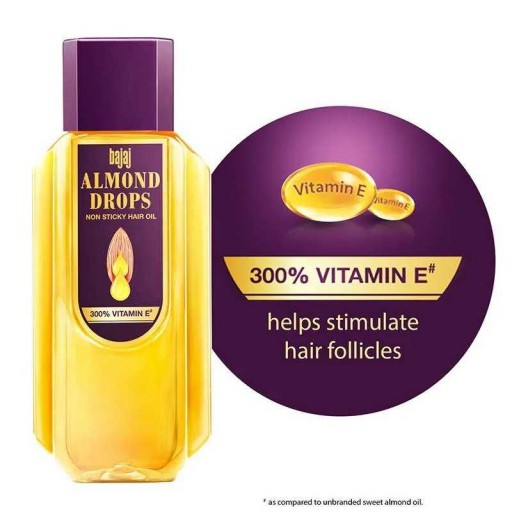 bajaj
ALMOND
DROPS
NON STICKY HAIR OIL
300% VITAMIN E#
Vitamin E
Vitamin E
300% VITAMIN E#
helps stimulate
hair follicles
# as compared to unbranded sweet almond oil.